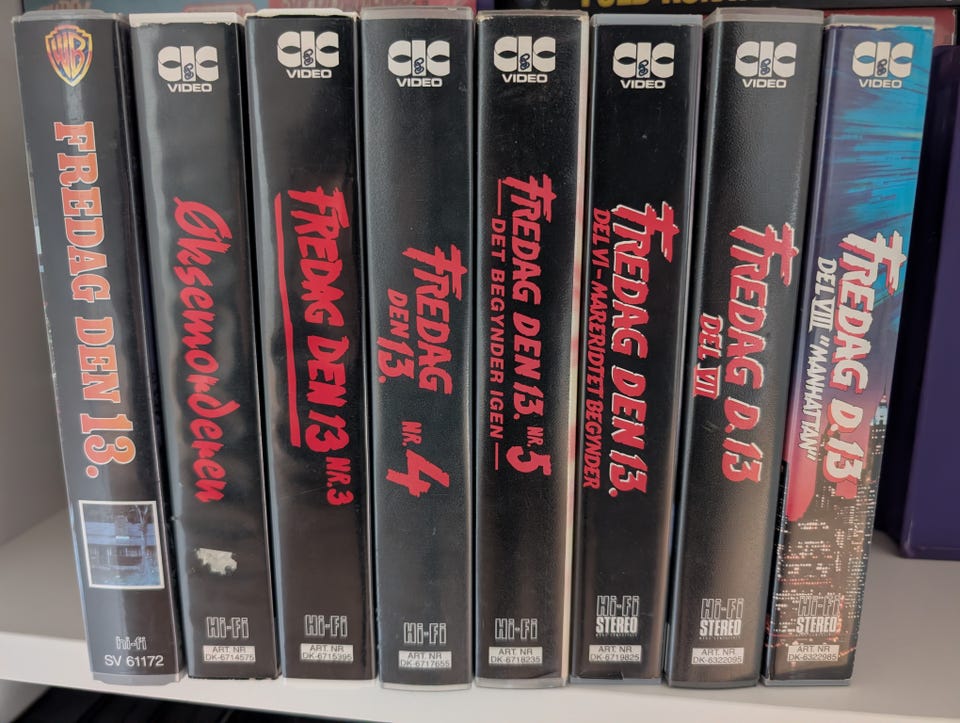 WB
FREDAG DEN 13.
hi-fi
SV 61172
CIC
VIDEO
Øksemorderen
Hi-Fi
ART. NR
DK-6714575
CIC
VIDEO
FREDAG DEN 13 NR.3
Hi-Fi
ART. NR
DK-6715395
CIC
VIDEO
FREDAG
DEN 13.
NR. 4
Hi-Fi
ART. NR
DK-6717655
CIC
VIDEO
FREDAG DEN 13. NR. 5
— DET BEGYNDER IGEN —
Hi-Fi
ART. NR
DK-6718235
CIC
VIDEO
FREDAG DEN 13.
DEL VI - MARERIDTET BEGYNDER
Hi-Fi
STEREO
ART. NR
DK-6719825
CIC
VIDEO
FREDAG D. 13
DEL VII
Hi-Fi
STEREO
ART. NR
DK-6322095
CIC
VIDEO
FREDAG D. 13
DEL VIII "MANHATTAN"
Hi-Fi
STEREO
ART. NR
DK-6322985